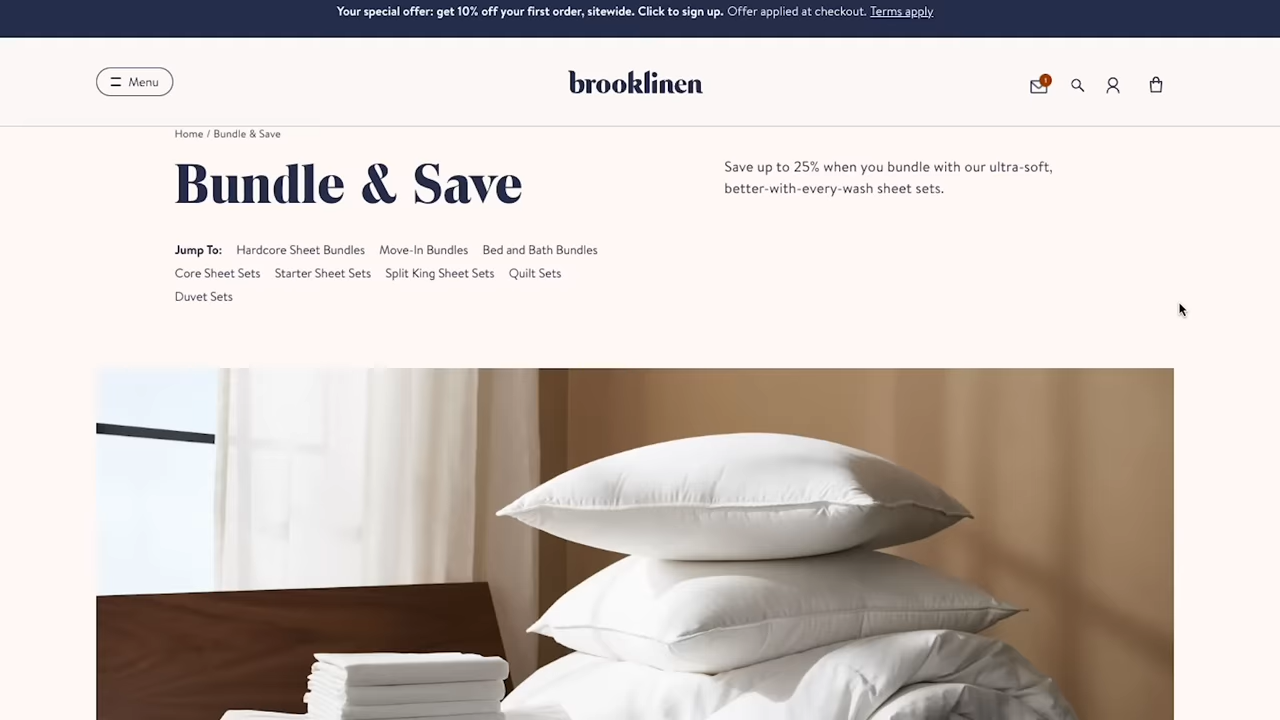 Your special offer: get 10% off your first order, sitewide. Click to sign up. Offer applied at checkout. Terms apply
Menu
brooklinen
1
Home / Bundle & Save
Bundle & Save
Save up to 25% when you bundle with our ultra-soft,
better-with-every-wash sheet sets.
Jump To: Hardcore Sheet Bundles Move-In Bundles Bed and Bath Bundles
Core Sheet Sets Starter Sheet Sets Split King Sheet Sets Quilt Sets
Duvet Sets